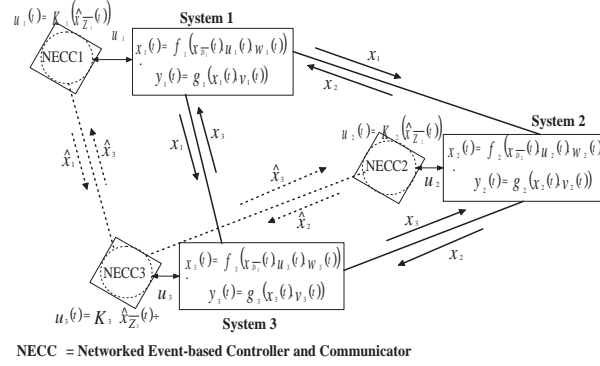 System 1
u₁(t) = K₁(x̂_Z̅₁(t))
NECC1
u₁
x₁(t) = f₁(x_D̅₁(t), u₁(t), w₁(t))
y₁(t) = g₁(x₁(t), v₁(t))
x₁
x₂
System 2
u₂(t) = K₂(x̂_Z̅₂(t))
NECC2
u₂
x₂(t) = f₂(x_D̅₂(t), u₂(t), w₂(t)
y₂(t) = g₂(x₂(t), v₂(t))
x₁
x₃
x̂₁
x̂₃
x̂₃
x̂₂
x₃
x₂
NECC3
u₃
x₃(t) = f₃(x_D̅₃(t), u₃(t), w₃(t))
y₃(t) = g₃(x₃(t), v₃(t))
u₃(t) = K₃ x̂_Z̅₃(t)÷
System 3
NECC = Networked Event-based Controller and Communicator